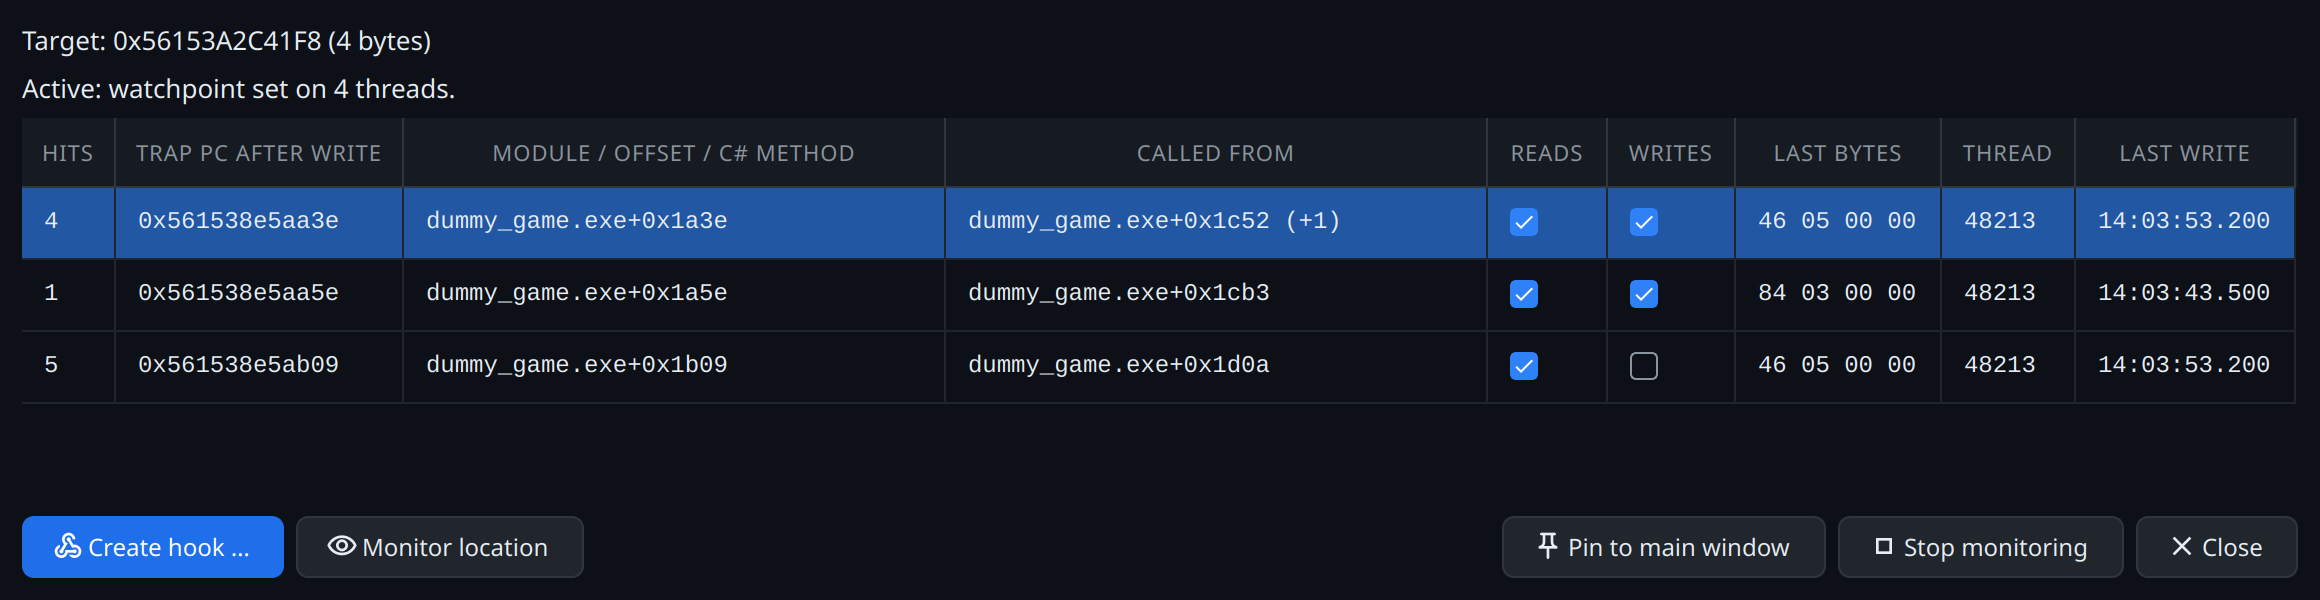 Target: 0x56153A2C41F8 (4 bytes)
Active: watchpoint set on 4 threads.
HITS TRAP PC AFTER WRITE MODULE / OFFSET / C# METHOD CALLED FROM READS WRITES LAST BYTES THREAD LAST WRITE
4 0x561538e5aa3e dummy_game.exe+0x1a3e dummy_game.exe+0x1c52 (+1) 46 05 00 00 48213 14:03:53.200
1 0x561538e5aa5e dummy_game.exe+0x1a5e dummy_game.exe+0x1cb3 84 03 00 00 48213 14:03:43.500
5 0x561538e5ab09 dummy_game.exe+0x1b09 dummy_game.exe+0x1d0a 46 05 00 00 48213 14:03:53.200
Create hook ... Monitor location Pin to main window Stop monitoring Close